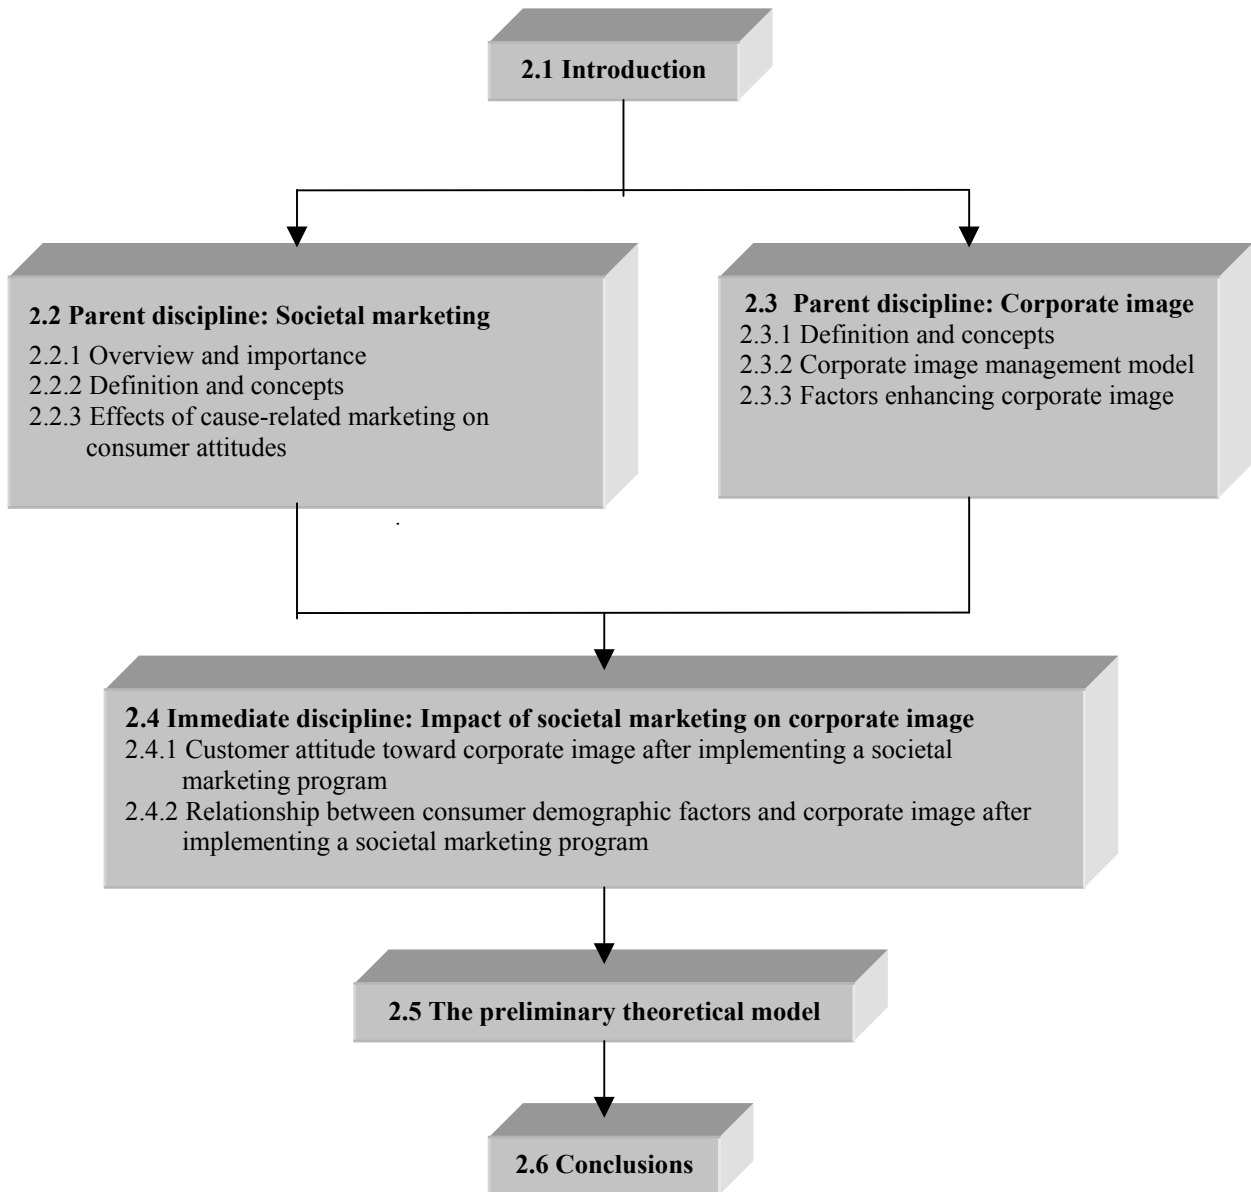 2.1 Introduction
2.2 Parent discipline: Societal marketing
2.2.1 Overview and importance
2.2.2 Definition and concepts
2.2.3 Effects of cause-related marketing on
consumer attitudes
2.3 Parent discipline: Corporate image
2.3.1 Definition and concepts
2.3.2 Corporate image management model
2.3.3 Factors enhancing corporate image
2.4 Immediate discipline: Impact of societal marketing on corporate image
2.4.1 Customer attitude toward corporate image after implementing a societal
marketing program
2.4.2 Relationship between consumer demographic factors and corporate image after
implementing a societal marketing program
2.5 The preliminary theoretical model
2.6 Conclusions